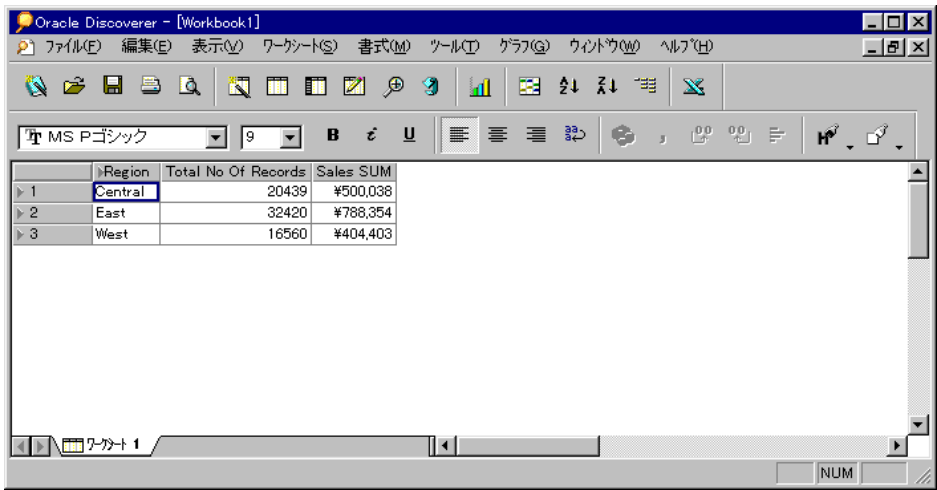 Oracle Discoverer - [Workbook1]
ファイル(F) 編集(E) 表示(V) ワークシート(S) 書式(M) ツール(T) グラフ(G) ウィンドウ(W) ヘルプ(H)
MS Pゴシック 9 B i U
Region Total No Of Records Sales SUM
1 Central 20439 ¥500,038
2 East 32420 ¥788,354
3 West 16560 ¥404,403
ワークシート 1
NUM